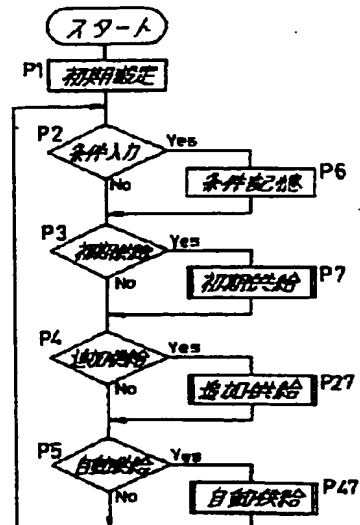 スタート
P1
初期設定
P2
条件入力
Yes
No
P6
条件記憶
P3
初期供給
Yes
No
P7
初期供給
P4
追加供給
Yes
No
P27
追加供給
P5
自動供給
Yes
No
P47
自動供給